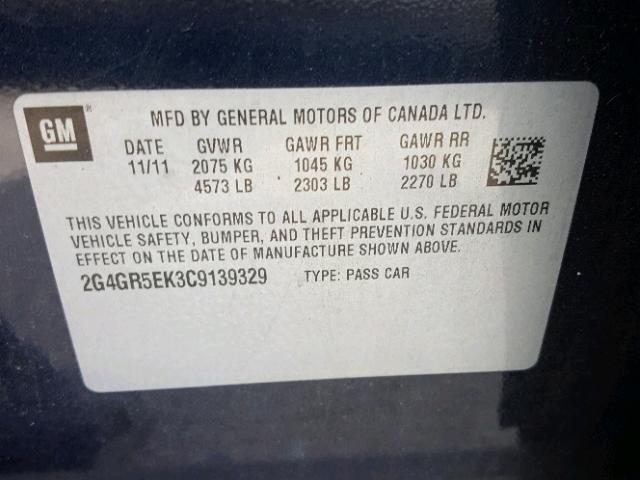 GM®
MFD BY GENERAL MOTORS OF CANADA LTD.
DATE GVWR GAWR FRT GAWR RR
11/11 2075 KG 1045 KG 1030 KG
4573 LB 2303 LB 2270 LB
THIS VEHICLE CONFORMS TO ALL APPLICABLE U.S. FEDERAL MOTOR
VEHICLE SAFETY, BUMPER, AND THEFT PREVENTION STANDARDS IN
EFFECT ON THE DATE OF MANUFACTURE SHOWN ABOVE.
2G4GR5EK3C9139329 TYPE: PASS CAR